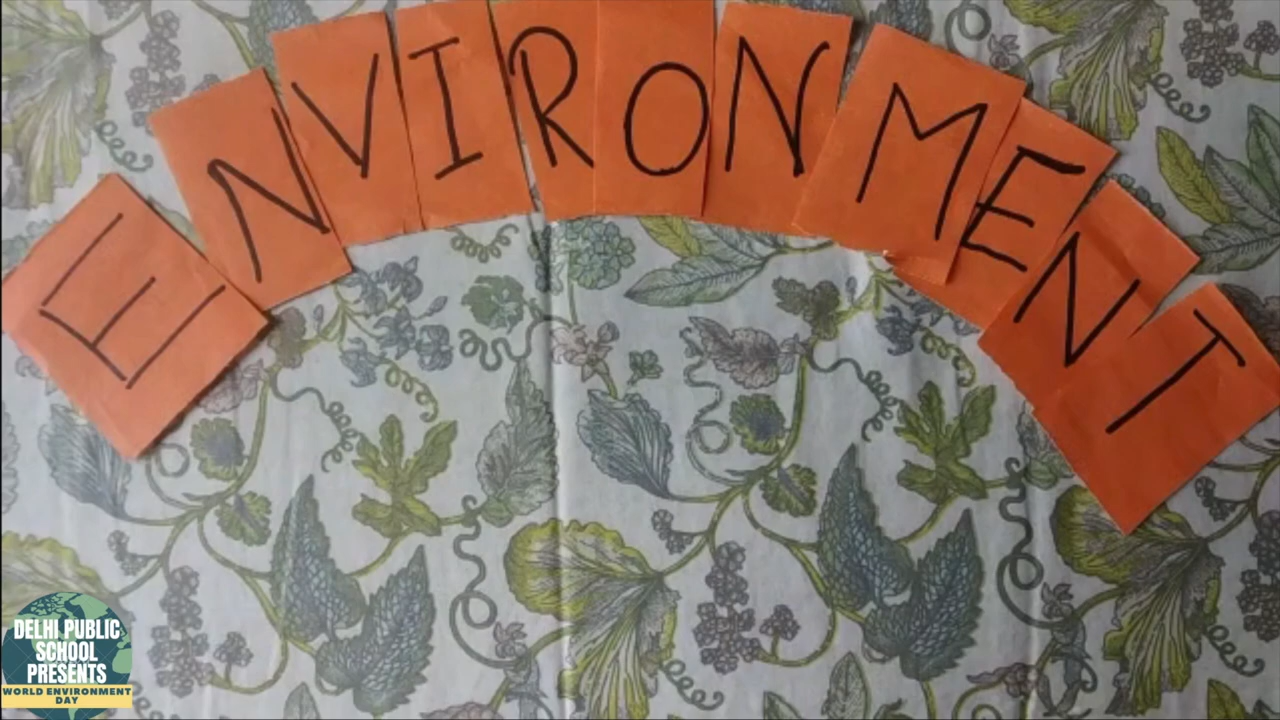 ENVIRONMENT
DELHI PUBLIC
SCHOOL
PRESENTS
WORLD ENVIRONMENT
DAY